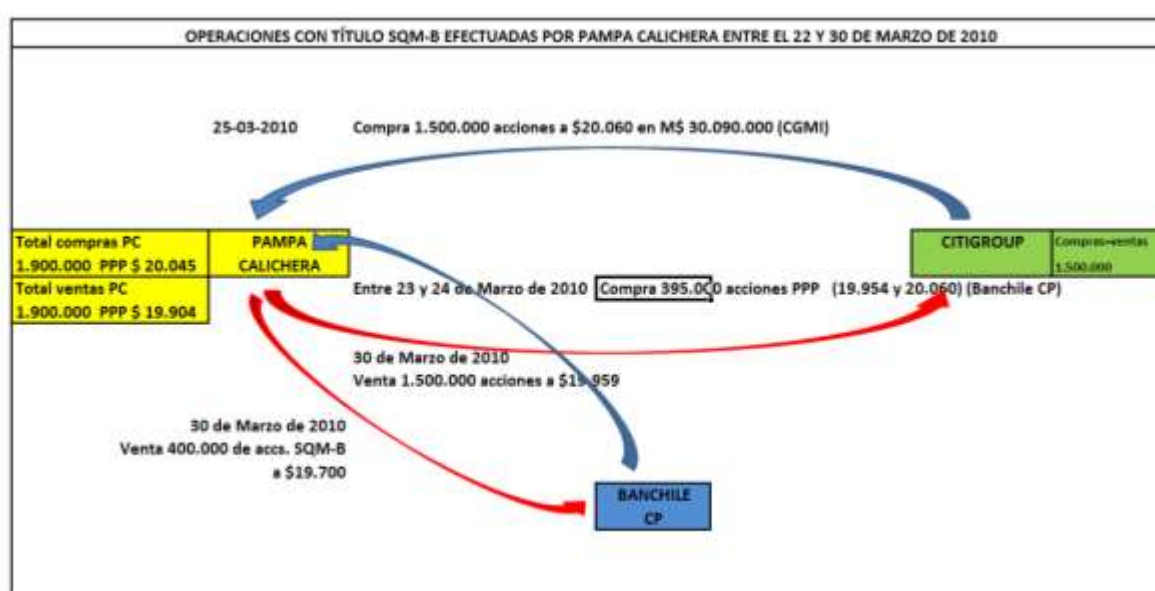 OPERACIONES CON TÍTULO SQM-B EFECTUADAS POR PAMPA CALICHERA ENTRE EL 22 Y 30 DE MARZO DE 2010
25-03-2010 Compra 1.500.000 acciones a $20.060 en M$ 30.090.000 (CGMI)
Total compras PC
1.900.000 PPP $ 20.045
PAMPA
CALICHERA
CITIGROUP
Compras=ventas
1.500.000
Total ventas PC
1.900.000 PPP $ 19.904
Entre 23 y 24 de Marzo de 2010 Compra 395.000 acciones PPP (19.954 y 20.060) (Banchile CP)
30 de Marzo de 2010
Venta 1.500.000 acciones a $19.959
30 de Marzo de 2010
Venta 400.000 de accs. SQM-B
a $19.700
BANCHILE
CP